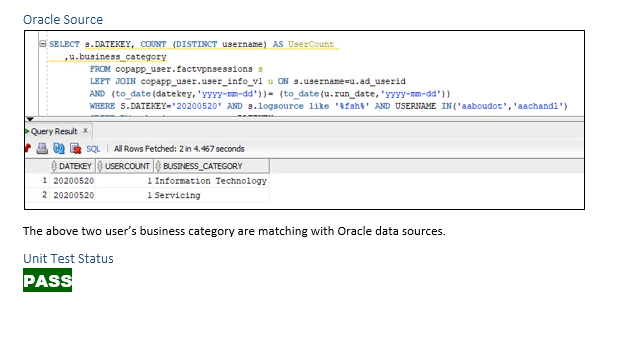 Oracle Source
SELECT s.DATEKEY, COUNT (DISTINCT username) AS UserCount
,u.business_category
FROM copapp_user.factvpnsessions s
LEFT JOIN copapp_user.user_info_vl u ON s.username=u.ad_userid
AND (to_date(datekey,'yyyy-mm-dd'))= (to_date(u.run_date,'yyyy-mm-dd'))
WHERE S.DATEKEY='20200520' AND s.logsource like '%fsh%' AND USERNAME IN('aaboudot','aachandl')
Query Result x
SQL | All Rows Fetched: 2 in 4.467 seconds
DATEKEY USERCOUNT BUSINESS_CATEGORY
1 20200520 1 Information Technology
2 20200520 1 Servicing
The above two user's business category are matching with Oracle data sources.
Unit Test Status
PASS